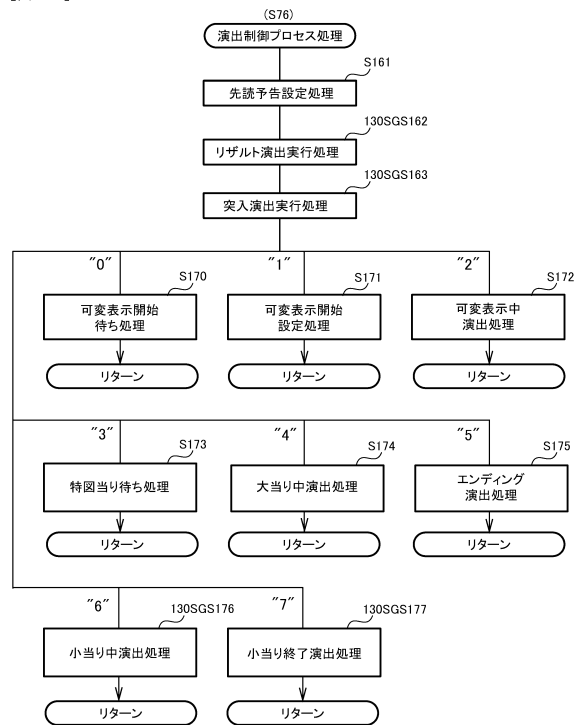 (S76)
演出制御プロセス処理
S161
先読予告設定処理
130SGS162
リザルト演出実行処理
130SGS163
突入演出実行処理
"0"
"1"
"2"
S170
S171
S172
可変表示開始
待ち処理
可変表示開始
設定処理
可変表示中
演出処理
リターン
リターン
リターン
"3"
"4"
"5"
S173
S174
S175
特図当り待ち処理
大当り中演出処理
エンディング
演出処理
リターン
リターン
リターン
"6"
"7"
130SGS176
130SGS177
小当り中演出処理
小当り終了演出処理
リターン
リターン